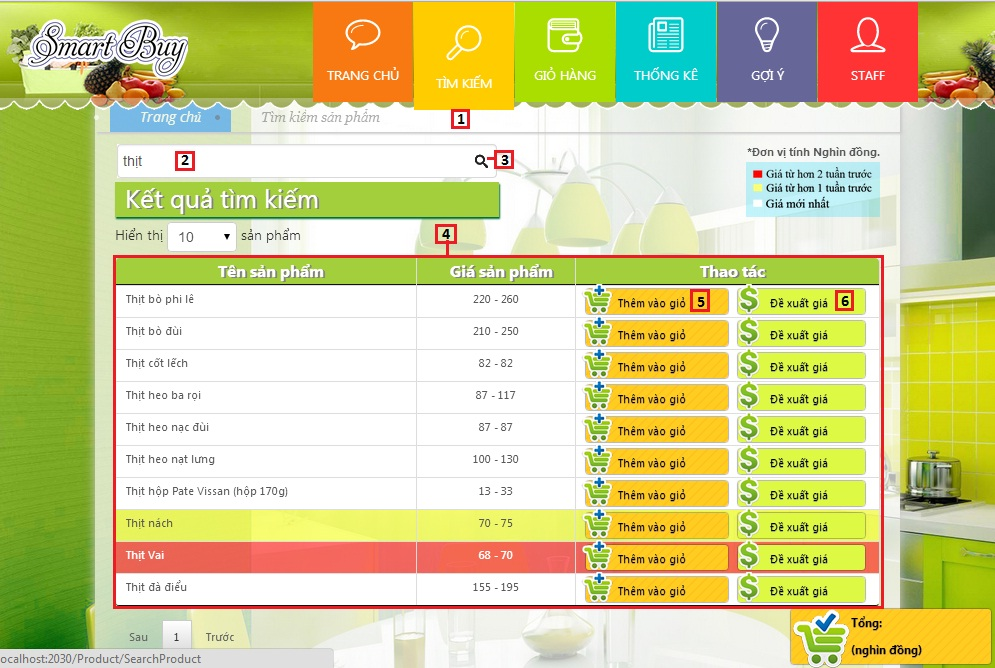 Smart Buy
TRANG CHỦ
TÌM KIẾM
GIỎ HÀNG
THỐNG KÊ
GỢI Ý
STAFF
1
Trang chủ
Tìm kiếm sản phẩm
thịt 2 3
*Đơn vị tính Nghìn đồng.
Giá từ hơn 2 tuần trước
Giá từ hơn 1 tuần trước
Giá mới nhất
Kết quả tìm kiếm
Hiển thị 10 sản phẩm
4
Tên sản phẩm Giá sản phẩm Thao tác
Thịt bò phi lê 220 - 260 Thêm vào giỏ 5 Đề xuất giá 6
Thịt bò đùi 210 - 250 Thêm vào giỏ Đề xuất giá
Thịt cốt lếch 82 - 82 Thêm vào giỏ Đề xuất giá
Thịt heo ba rọi 87 - 117 Thêm vào giỏ Đề xuất giá
Thịt heo nạc đùi 87 - 87 Thêm vào giỏ Đề xuất giá
Thịt heo nạt lưng 100 - 130 Thêm vào giỏ Đề xuất giá
Thịt hộp Pate Vissan (hộp 170g) 13 - 33 Thêm vào giỏ Đề xuất giá
Thịt nách 70 - 75 Thêm vào giỏ Đề xuất giá
Thịt Vai 68 - 70 Thêm vào giỏ Đề xuất giá
Thịt đà điểu 155 - 195 Thêm vào giỏ Đề xuất giá
Sau 1 Trước
Tổng:
(nghìn đồng)
ocalhost:2030/Product/SearchProduct